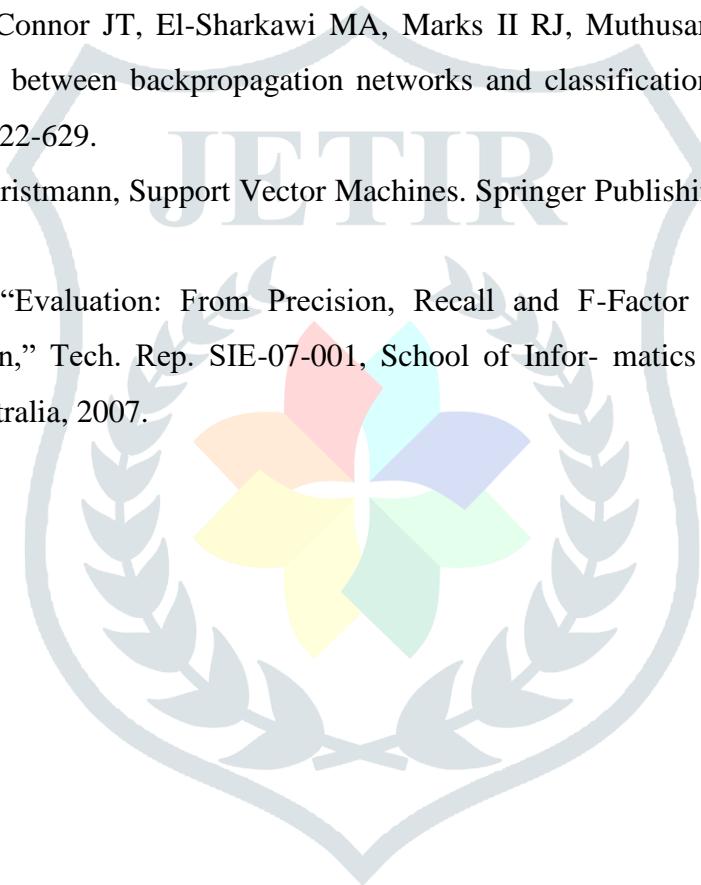 Connor JT, El-Sharkawi MA, Marks II RJ, Muthusar
between backpropagation networks and classification
22-629.
JETIR
ristmann, Support Vector Machines. Springer Publishin
“Evaluation: From Precision, Recall and F-Factor
n,” Tech. Rep. SIE-07-001, School of Infor- matics
tralia, 2007.